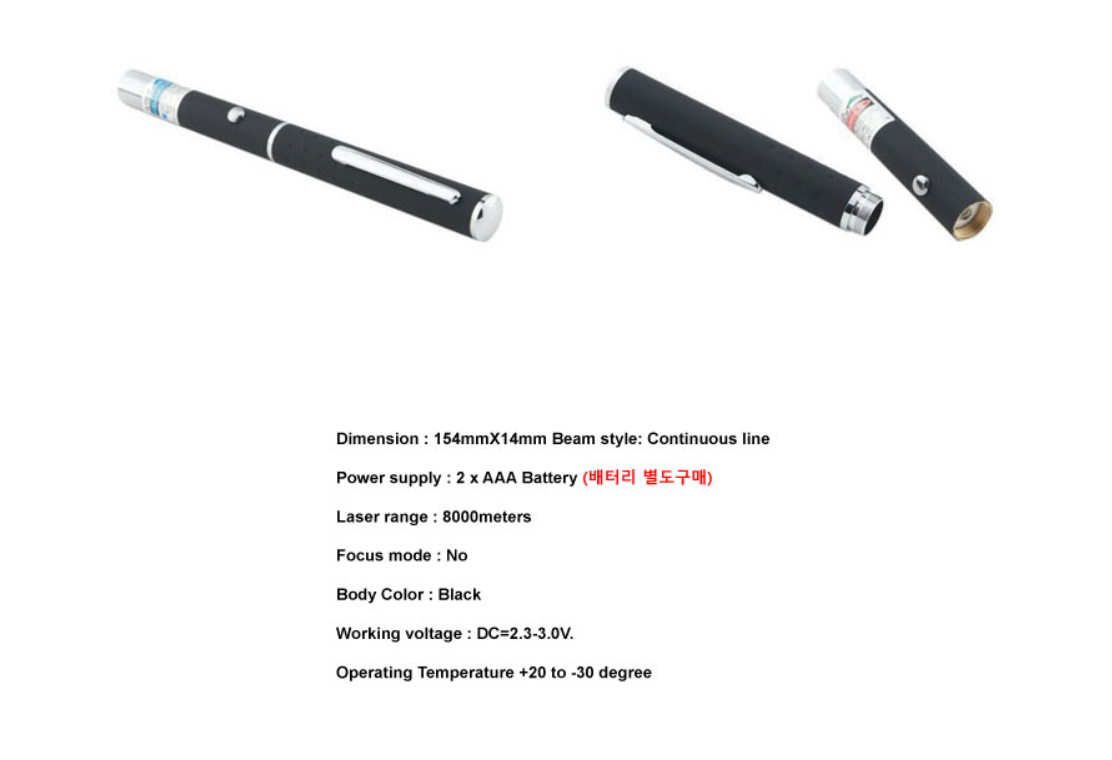 Dimension : 154mmX14mm Beam style: Continuous line
Power supply : 2 x AAA Battery (배터리 별도구매)
Laser range : 8000meters
Focus mode : No
Body Color : Black
Working voltage : DC=2.3-3.0V.
Operating Temperature +20 to -30 degree